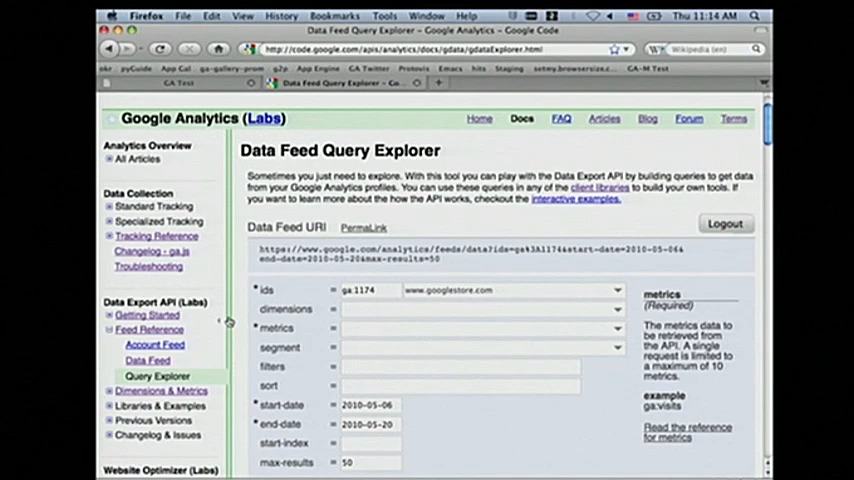 Firefox File Edit View History Bookmarks Tools Window Help Thu 11:14 AM
Data Feed Query Explorer - Google Analytics - Google Code
http://code.google.com/apis/analytics/docs/gdata/gdataExplorer.html Wikipedia (en)
okr pyGuide App Cal ga-gallery-prom g2p App Engine GA Twitter Protovis Emacs hits Staging setmy.browsersize.c... GA-M Test
GA Test Data Feed Query Explorer - Go...
Google Analytics (Labs) Home Docs FAQ Articles Blog Forum Terms
Analytics Overview
All Articles
Data Collection
Standard Tracking
Specialized Tracking
Tracking Reference
Changelog - ga.js
Troubleshooting
Data Export API (Labs)
Getting Started
Feed Reference
Account Feed
Data Feed
Query Explorer
Dimensions & Metrics
Libraries & Examples
Previous Versions
Changelog & Issues
Website Optimizer (Labs)
Data Feed Query Explorer
Sometimes you just need to explore. With this tool you can play with the Data Export API by building queries to get data
from your Google Analytics profiles. You can use these queries in any of the client libraries to build your own tools. If
you want to learn more about the how the API works, checkout the interactive examples.
Data Feed URI PermaLink Logout
https://www.google.com/analytics/feeds/data?ids=ga%3A1174&start-date=2010-05-06&
end-date=2010-05-20&max-results=50
* ids = ga:1174 www.googlestore.com
dimensions =
* metrics =
segment =
filters =
sort =
* start-date = 2010-05-06
* end-date = 2010-05-20
start-index =
max-results = 50
metrics
(Required)
The metrics data to
be retrieved from
the API. A single
request is limited to
a maximum of 10
metrics.
example
ga:visits
Read the reference
for metrics